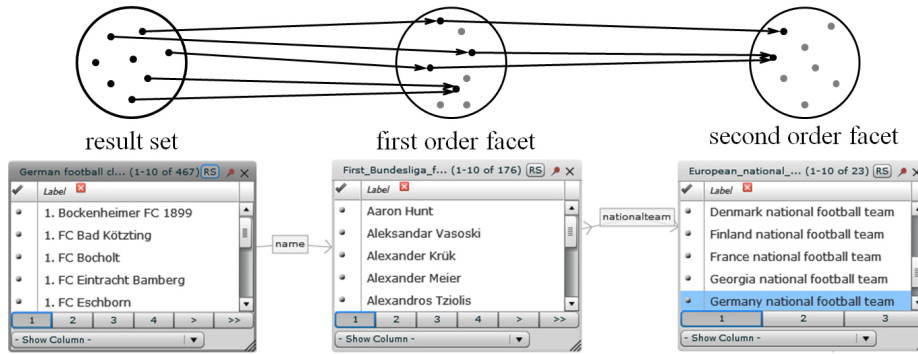 result set
first order facet
second order facet
German football cl... (1-10 of 467) RS
Label
1. Bockenheimer FC 1899
1. FC Bad Kötzting
1. FC Bocholt
1. FC Eintracht Bamberg
1. FC Eschborn
1 2 3 4 > >>
- Show Column -
name
First_Bundesliga_f... (1-10 of 176) RS
Label
Aaron Hunt
Aleksandar Vasoski
Alexander Krük
Alexander Meier
Alexandros Tziolis
1 2 3 4 > >>
- Show Column -
nationalteam
European_national_... (1-10 of 23) RS
Label
Denmark national football team
Finland national football team
France national football team
Georgia national football team
Germany national football team
1 2 3
- Show Column -